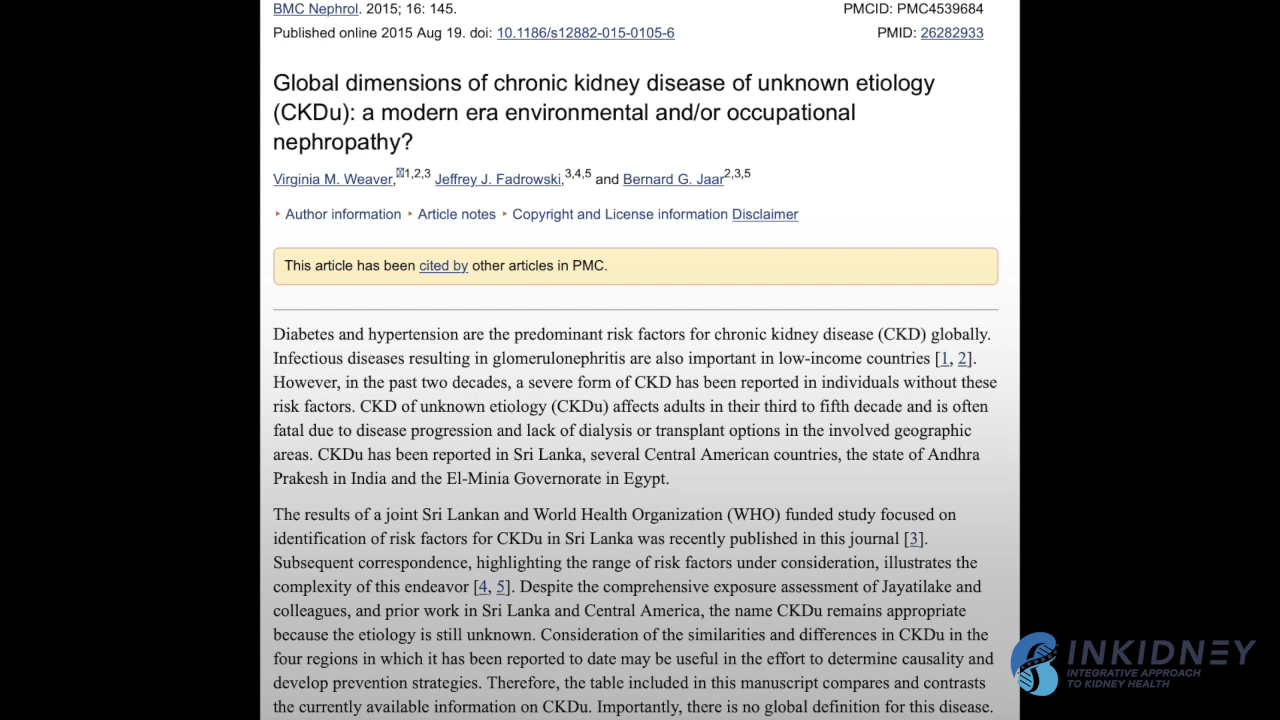 BMC Nephrol. 2015; 16: 145.
PMCID: PMC4539684
Published online 2015 Aug 19. doi: 10.1186/s12882-015-0105-6
PMID: 26282933
Global dimensions of chronic kidney disease of unknown etiology
(CKDu): a modern era environmental and/or occupational
nephropathy?
Virginia M. Weaver,1,2,3 Jeffrey J. Fadrowski,3,4,5 and Bernard G. Jaar2,3,5
Author information Article notes Copyright and License information Disclaimer
This article has been cited by other articles in PMC.
Diabetes and hypertension are the predominant risk factors for chronic kidney disease (CKD) globally.
Infectious diseases resulting in glomerulonephritis are also important in low-income countries [1, 2].
However, in the past two decades, a severe form of CKD has been reported in individuals without these
risk factors. CKD of unknown etiology (CKDu) affects adults in their third to fifth decade and is often
fatal due to disease progression and lack of dialysis or transplant options in the involved geographic
areas. CKDu has been reported in Sri Lanka, several Central American countries, the state of Andhra
Prakesh in India and the El-Minia Governorate in Egypt.
The results of a joint Sri Lankan and World Health Organization (WHO) funded study focused on
identification of risk factors for CKDu in Sri Lanka was recently published in this journal [3].
Subsequent correspondence, highlighting the range of risk factors under consideration, illustrates the
complexity of this endeavor [4, 5]. Despite the comprehensive exposure assessment of Jayatilake and
colleagues, and prior work in Sri Lanka and Central America, the name CKDu remains appropriate
because the etiology is still unknown. Consideration of the similarities and differences in CKDu in the
four regions in which it has been reported to date may be useful in the effort to determine causality and
develop prevention strategies. Therefore, the table included in this manuscript compares and contrasts
the currently available information on CKDu. Importantly, there is no global definition for this disease.
INKIDNEY
INTEGRATIVE APPROACH
TO KIDNEY HEALTH